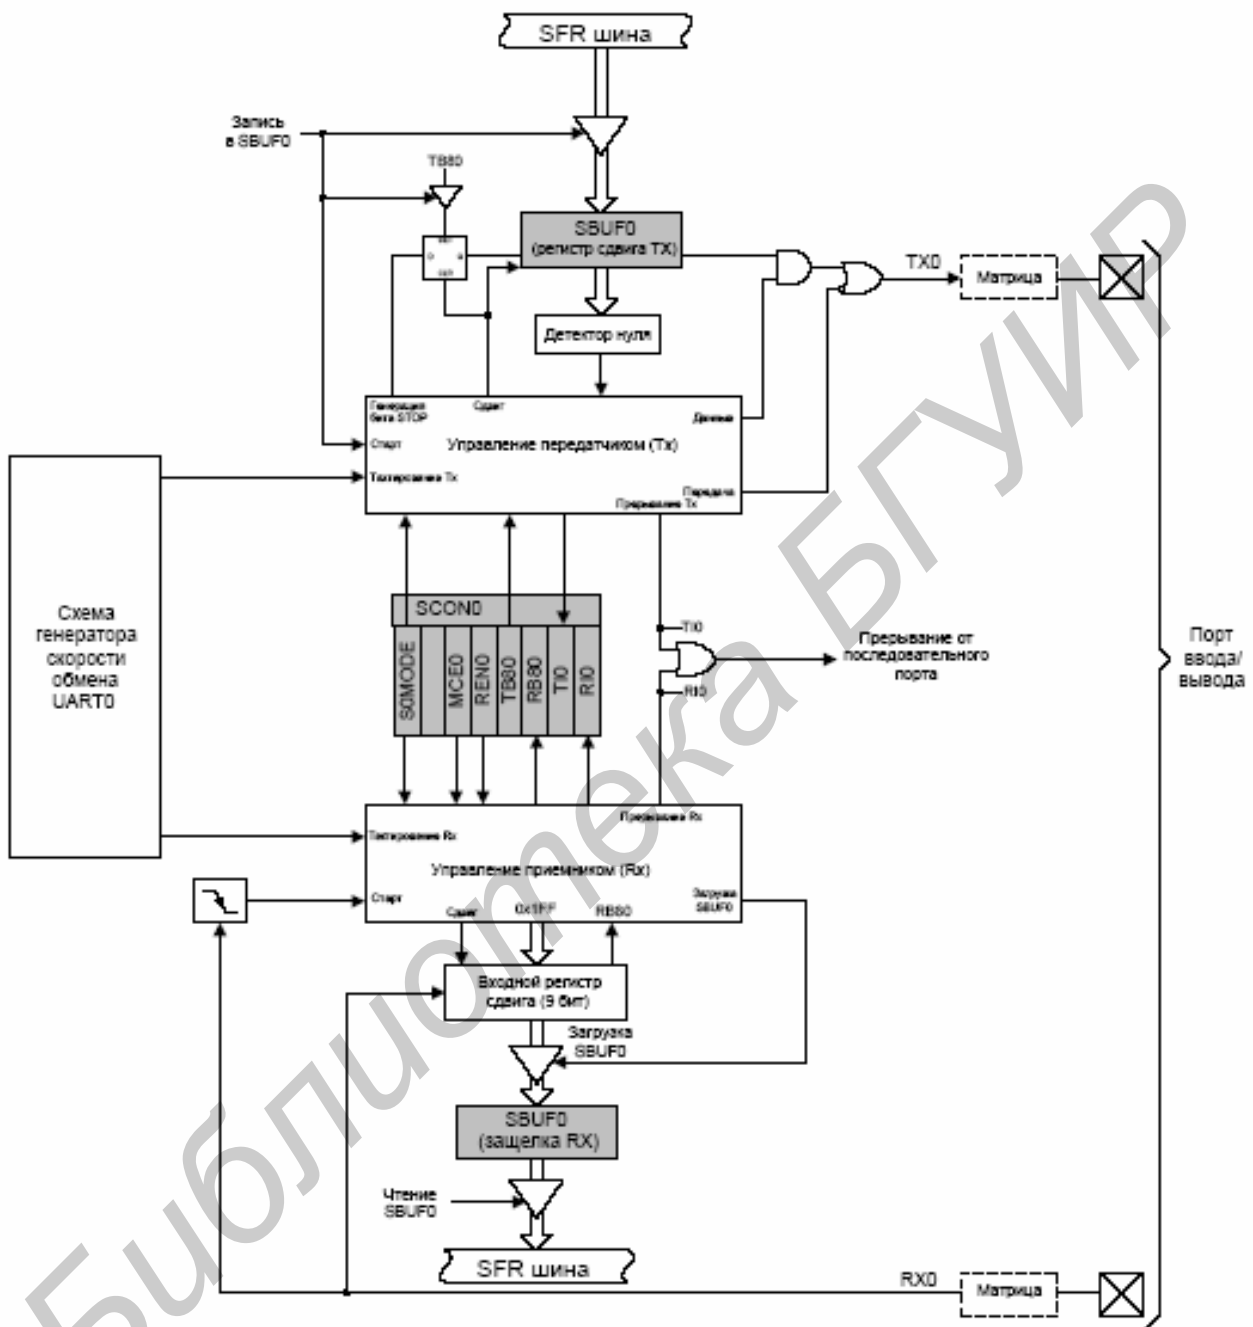 SFR шина
Запись
в SBUF0
TB80
SBUF0
(регистр сдвига TX)
TX0
Матрица
Детектор нуля
Генерация
бита STOP
Сдвиг
Данные
Старт
Управление передатчиком (Tx)
Тактирование Tx
Передача
Прерывание Tx
Схема
генератора
скорости
обмена
UART0
SCON0
S0MODE
MCE0
REN0
TB80
RB80
TI0
RI0
TI0
RI0
Прерывание от
последовательного
порта
Порт
ввода/
вывода
Прерывание Rx
Тактирование Rx
Управление приемником (Rx)
Старт
Загрузка
SBUF0
Сдвиг
0x1FF
RB80
Входной регистр
сдвига (9 бит)
Загрузка
SBUF0
SBUF0
(защелка RX)
Чтение
SBUF0
SFR шина
RX0
Матрица
Библиотека БГУИР